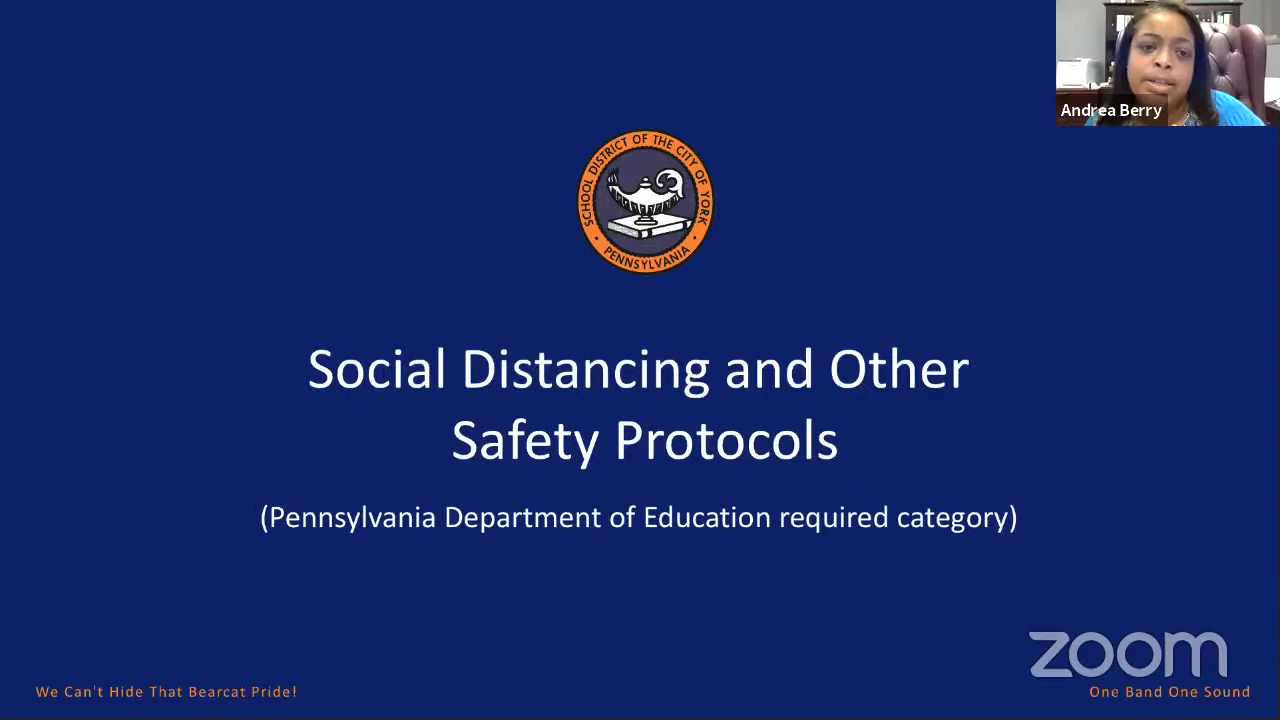 Andrea Berry
SCHOOL DISTRICT OF THE CITY OF YORK
PENNSYLVANIA
Social Distancing and Other
Safety Protocols
(Pennsylvania Department of Education required category)
zoom
We Can't Hide That Bearcat Pride!
One Band One Sound